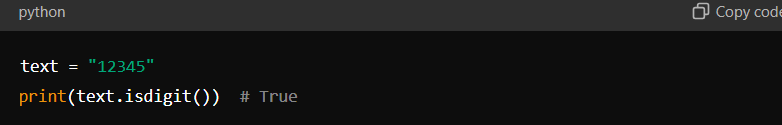 python
Copy code
text = "12345"
print(text.isdigit())  # True